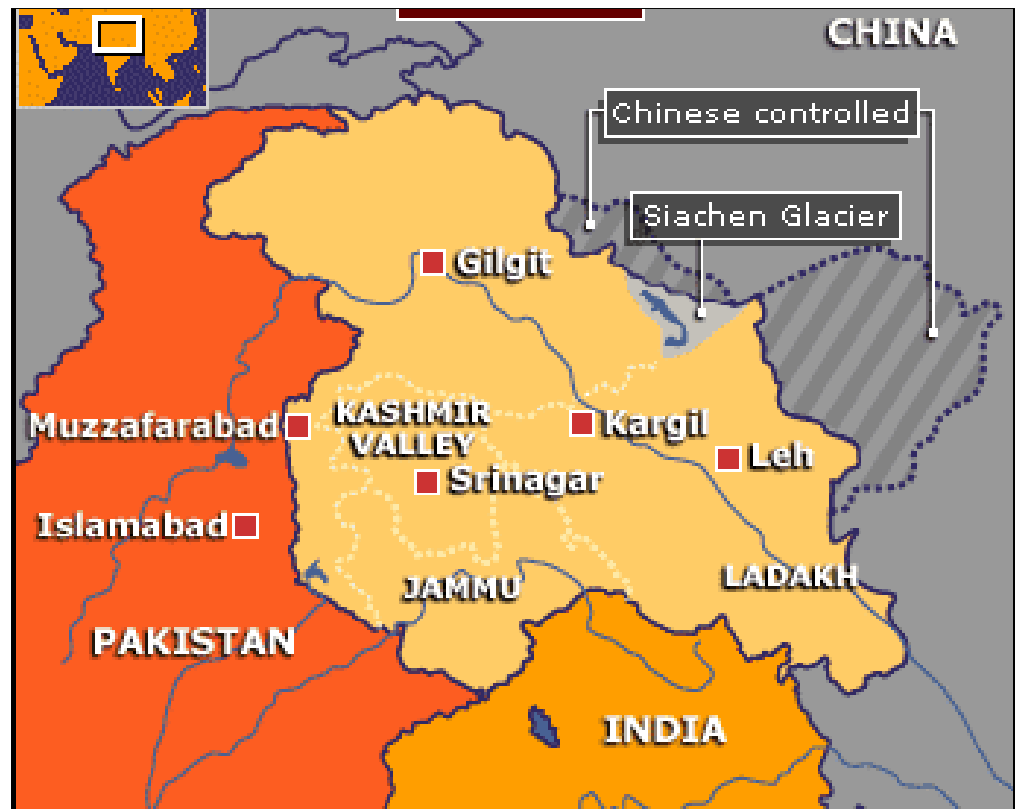 CHINA
Chinese controlled
Siachen Glacier
Gilgit
Muzzafarabad
KASHMIR
VALLEY
Kargil
Leh
Srinagar
Islamabad
JAMMU
LADAKH
PAKISTAN
INDIA